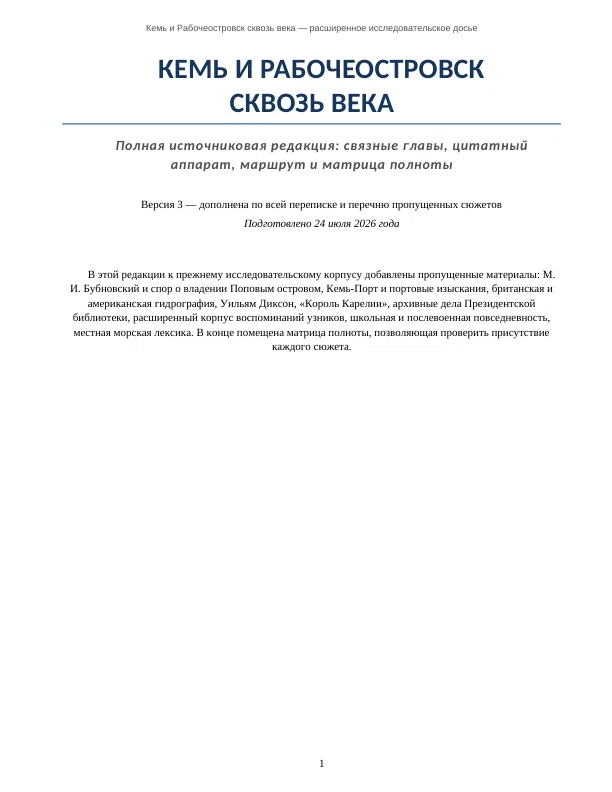 Кемь и Рабочеостровск сквозь века — расширенное исследовательское досье
КЕМЬ И РАБОЧЕОСТРОВСК
СКВОЗЬ ВЕКА
Полная источниковая редакция: связные главы, цитатный
аппарат, маршрут и матрица полноты
Версия 3 — дополнена по всей переписке и перечню пропущенных сюжетов
Подготовлено 24 июля 2026 года
В этой редакции к прежнему исследовательскому корпусу добавлены пропущенные материалы: М.
И. Бубновский и спор о владении Поповым островом, Кемь-Порт и портовые изыскания, британская и
американская гидрография, Уильям Диксон, «Король Карелии», архивные дела Президентской
библиотеки, расширенный корпус воспоминаний узников, школьная и послевоенная повседневность,
местная морская лексика. В конце помещена матрица полноты, позволяющая проверить присутствие
каждого сюжета.
1